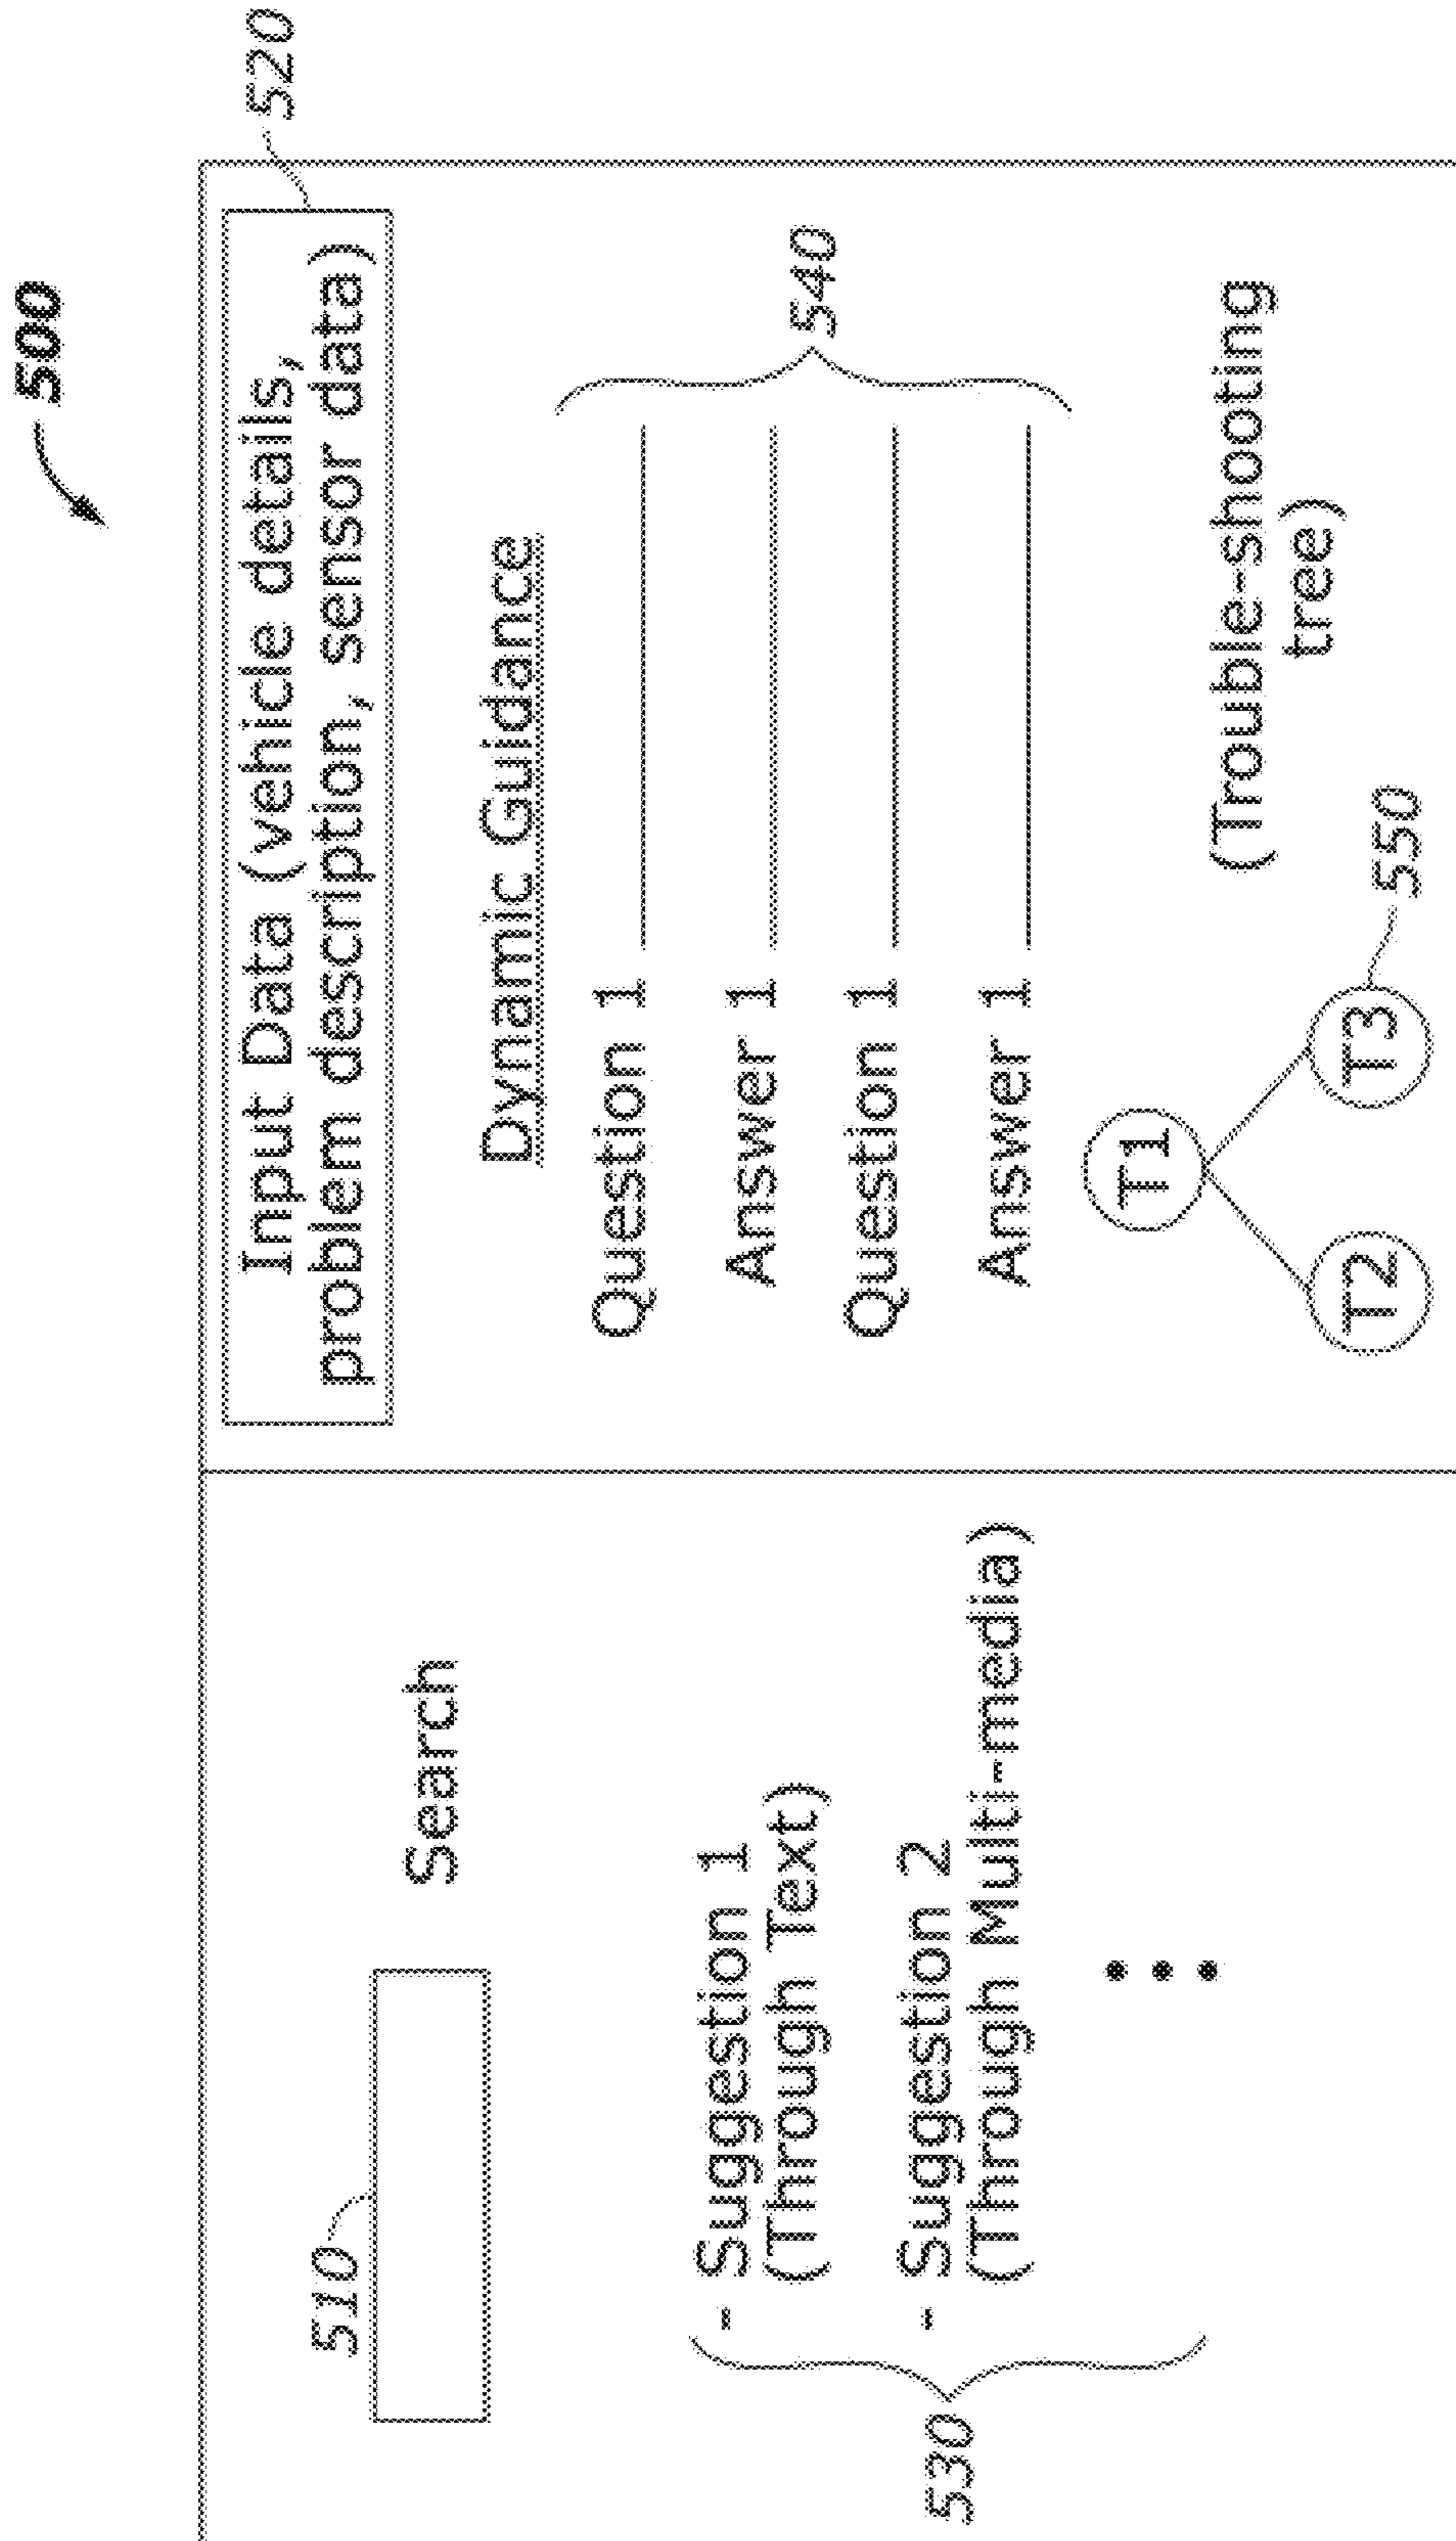 500
510
Search
- Suggestion 1
(Through Text)
- Suggestion 2
(Through Multi-media)
530
520
Input Data (vehicle details,
problem description, sensor data)
Dynamic Guidance
Question 1
Answer 1
Question 1
Answer 1
540
T1
T2
T3
550
(Trouble-shooting
tree)